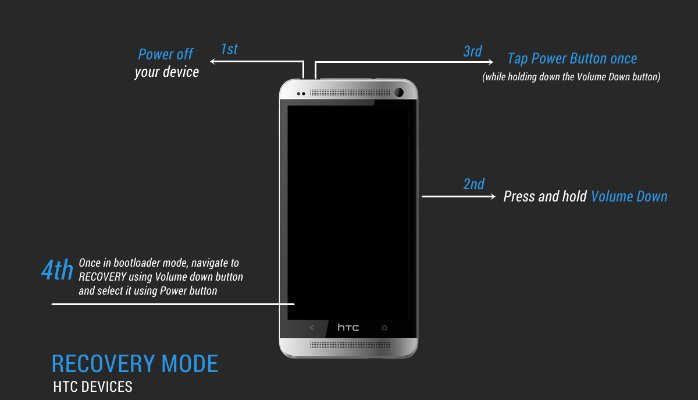 1st
Power off
your device
3rd
Tap Power Button once
(while holding down the Volume Down button)
2nd
Press and hold Volume Down
4th
Once in bootloader mode, navigate to
RECOVERY using Volume down button
and select it using Power button
hTC
RECOVERY MODE
HTC DEVICES